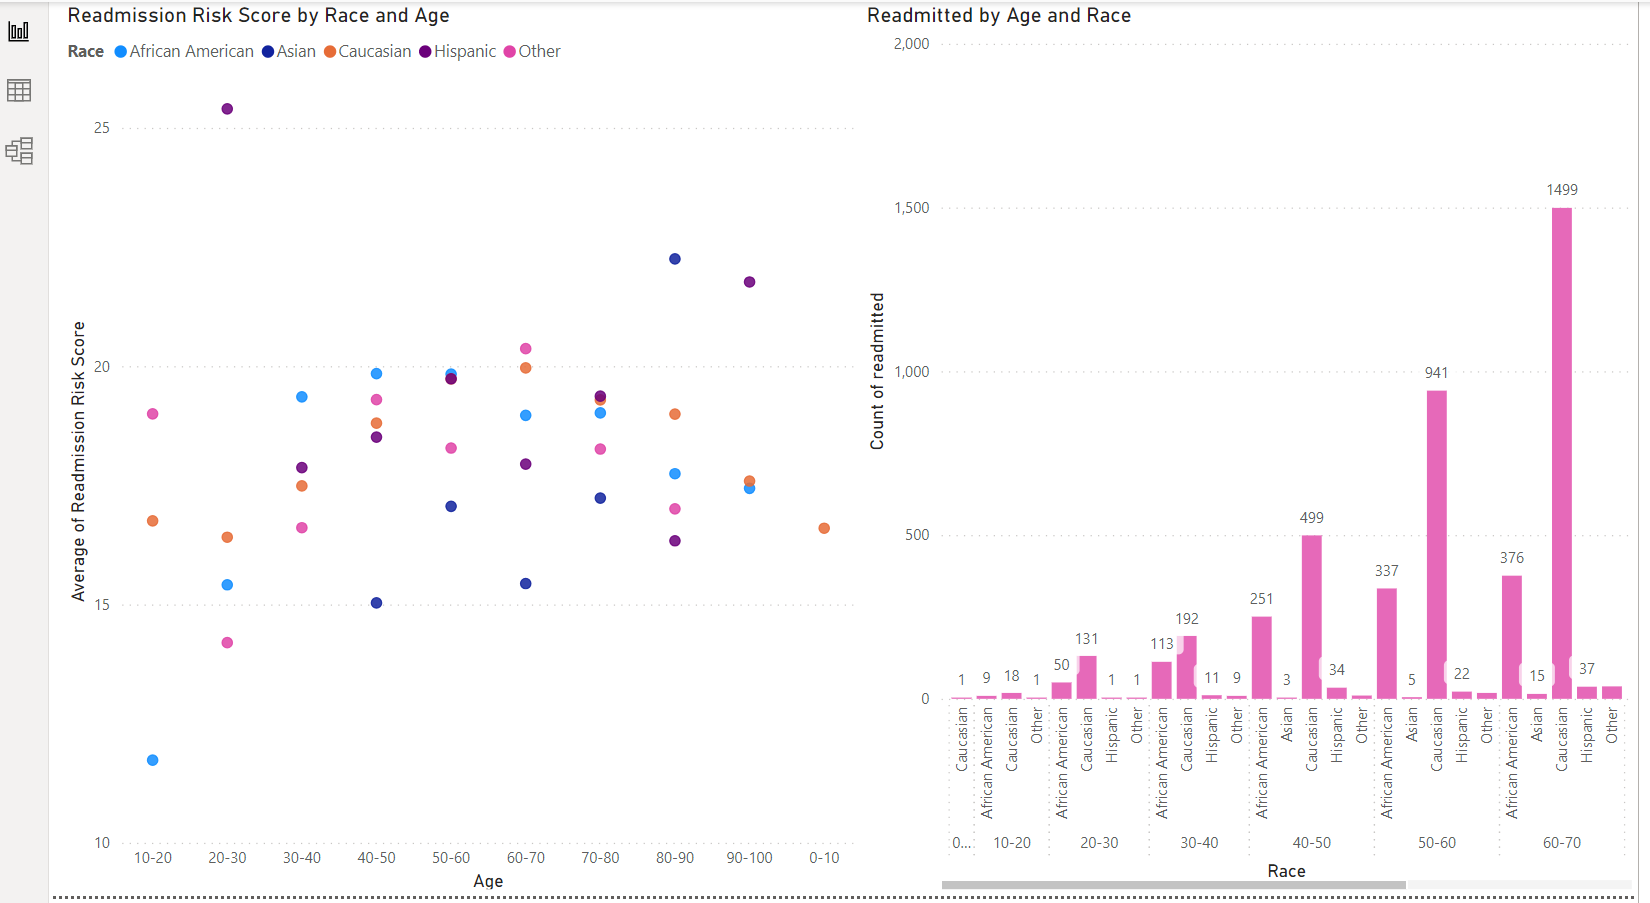 Readmission Risk Score by Race and Age
Race African American Asian Caucasian Hispanic Other
Average of Readmission Risk Score
25
20
15
10
10-20 20-30 30-40 40-50 50-60 60-70 70-80 80-90 90-100 0-10
Age
Readmitted by Age and Race
Count of readmitted
2,000
1,500
1,000
500
0
1 9 18 1 50 131 1 1 113 192 11 9 251 3 499 34 337 5 941 22 376 15 1499 37
Caucasian African American Caucasian Other African American Caucasian Hispanic Other African American Caucasian Hispanic Other African American Asian Caucasian Hispanic Other African American Asian Caucasian Hispanic Other African American Asian Caucasian Hispanic Other
0... 10-20 20-30 30-40 40-50 50-60 60-70
Race